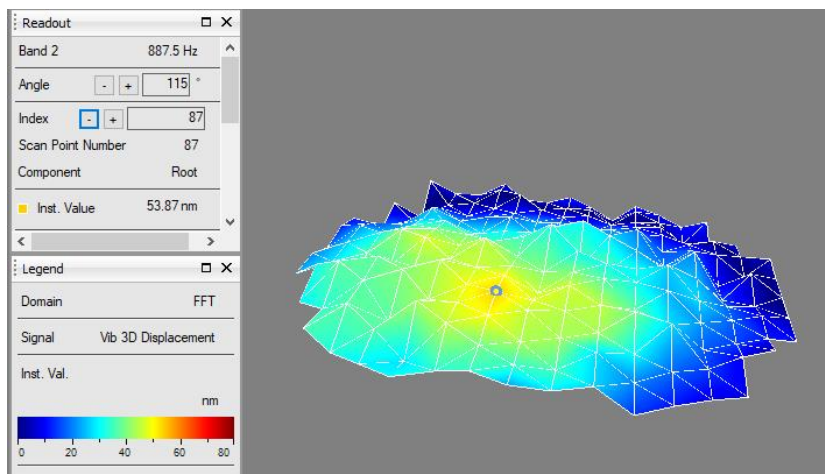 Readout
Band 2 887.5 Hz
Angle - + 115 °
Index - + 87
Scan Point Number 87
Component Root
Inst. Value 53.87 nm
Legend
Domain FFT
Signal Vib 3D Displacement
Inst. Val.
nm
0 20 40 60 80